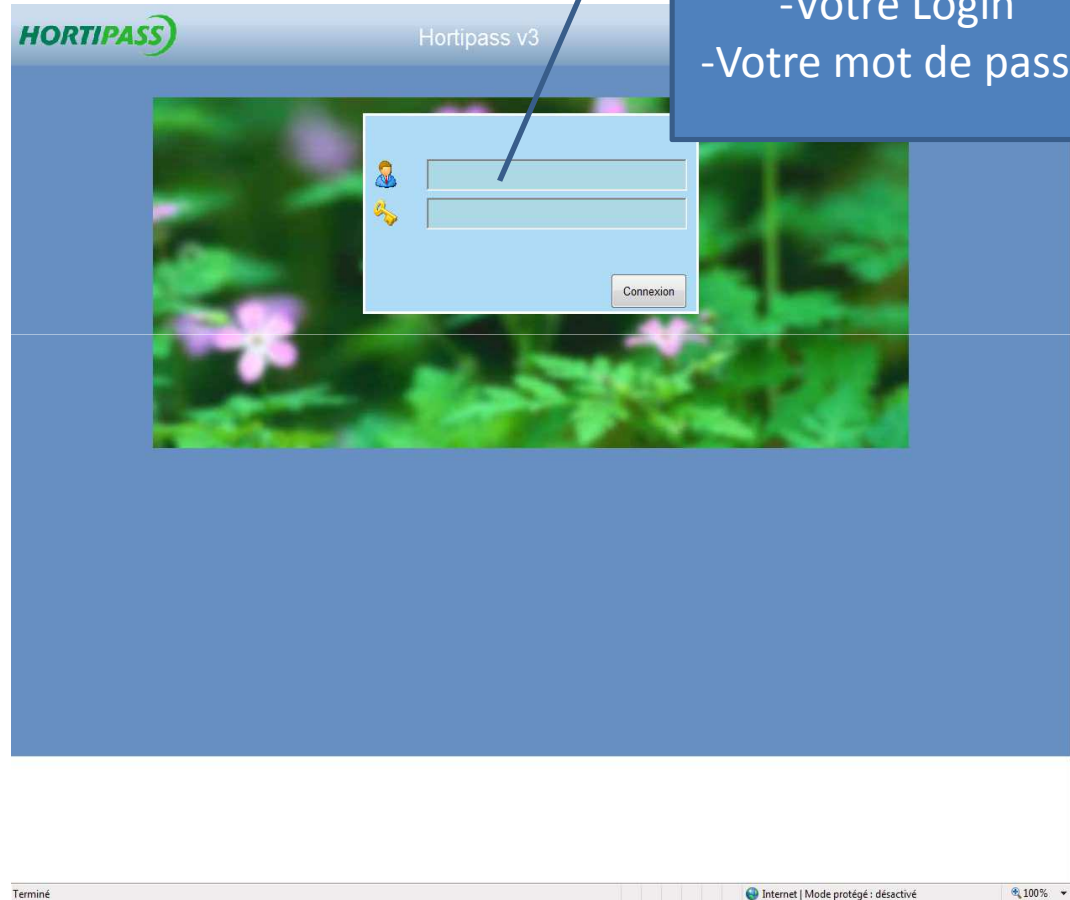 -Votre Login
HORTIPASS
Hortipass v3
-Votre mot de pass
Connexion
Terminé
Internet | Mode protégé : désactivé
100%